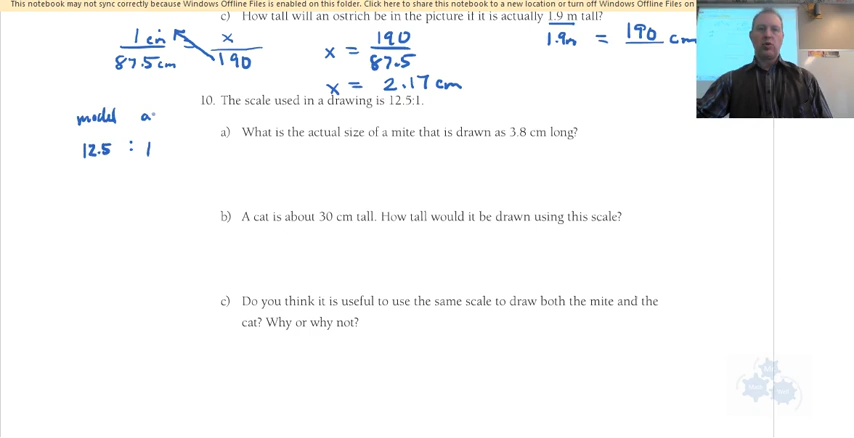 This notebook may not sync correctly because Windows Offline Files is enabled on this folder. Click here to share this notebook to a new location or turn off Windows Offline Files on
c) How tall will an ostrich be in the picture if it is actually 1.9 m tall?
1 cm x
87.5 cm 190
x = 190
87.5
x = 2.17 cm
1.9m = 190 cm
10. The scale used in a drawing is 12.5:1.
model a
12.5 : 1
a) What is the actual size of a mite that is drawn as 3.8 cm long?
b) A cat is about 30 cm tall. How tall would it be drawn using this scale?
c) Do you think it is useful to use the same scale to draw both the mite and the
cat? Why or why not?